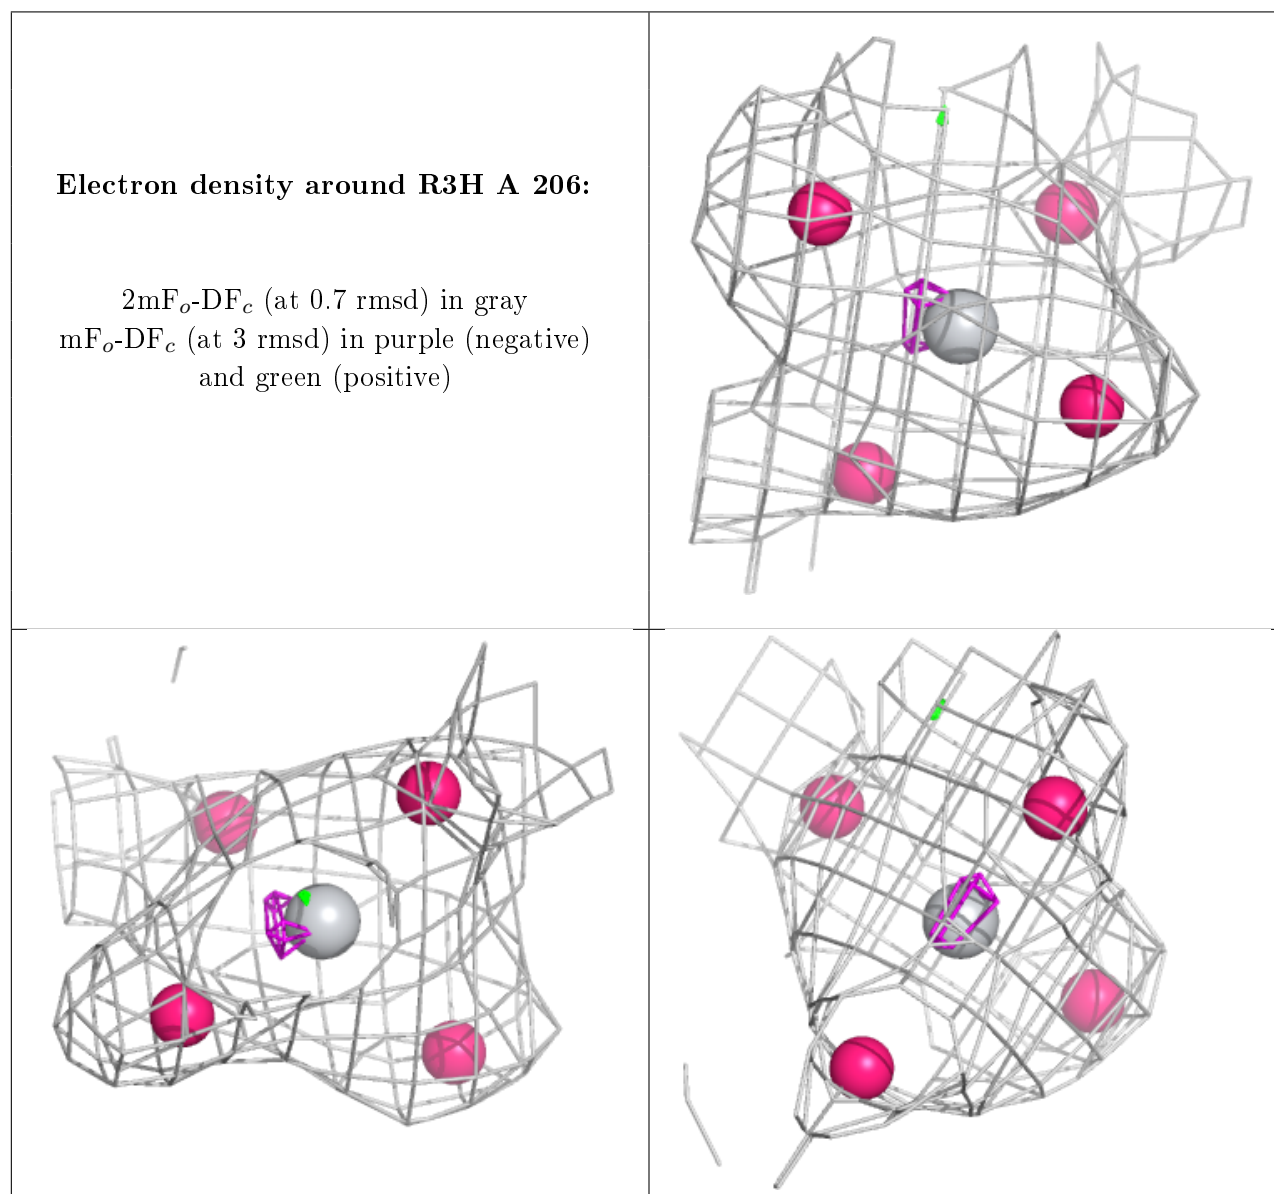 Electron density around R3H A 206:
2mFo-DFc (at 0.7 rmsd) in gray
mFo-DFc (at 3 rmsd) in purple (negative)
and green (positive)